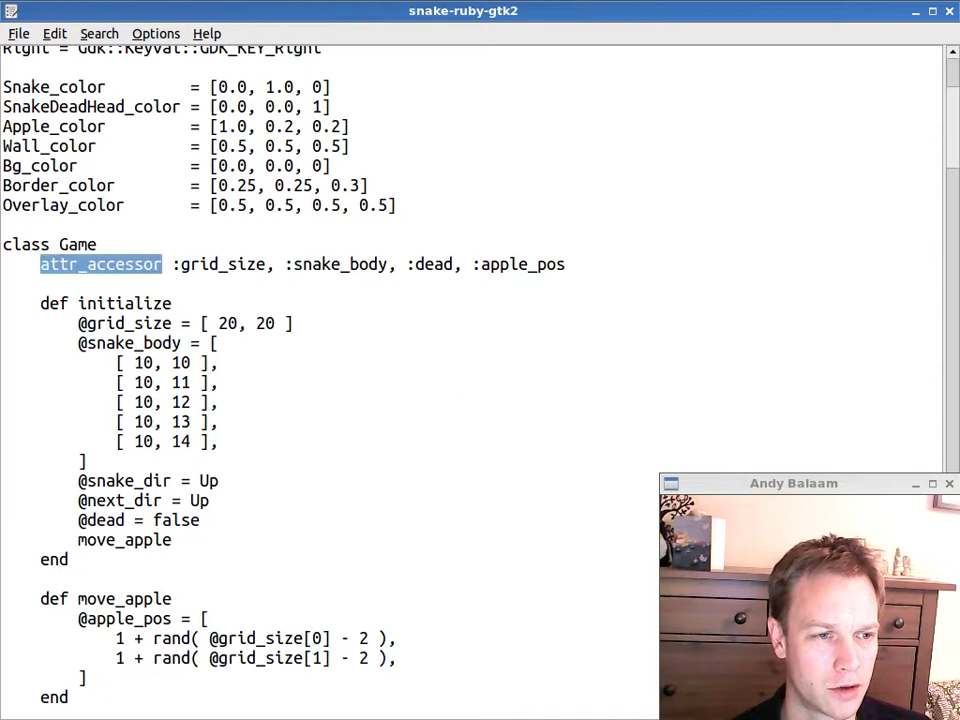 snake-ruby-gtk2
File Edit Search Options Help
Right = Gdk::Keyval::GDK_KEY_Right
Snake_color = [0.0, 1.0, 0]
SnakeDeadHead_color = [0.0, 0.0, 1]
Apple_color = [1.0, 0.2, 0.2]
Wall_color = [0.5, 0.5, 0.5]
Bg_color = [0.0, 0.0, 0]
Border_color = [0.25, 0.25, 0.3]
Overlay_color = [0.5, 0.5, 0.5, 0.5]
class Game
attr_accessor :grid_size, :snake_body, :dead, :apple_pos
def initialize
@grid_size = [ 20, 20 ]
@snake_body = [
[ 10, 10 ],
[ 10, 11 ],
[ 10, 12 ],
[ 10, 13 ],
[ 10, 14 ],
]
@snake_dir = Up
@next_dir = Up
@dead = false
move_apple
end
def move_apple
@apple_pos = [
1 + rand( @grid_size[0] - 2 ),
1 + rand( @grid_size[1] - 2 ),
]
end
Andy Balaam